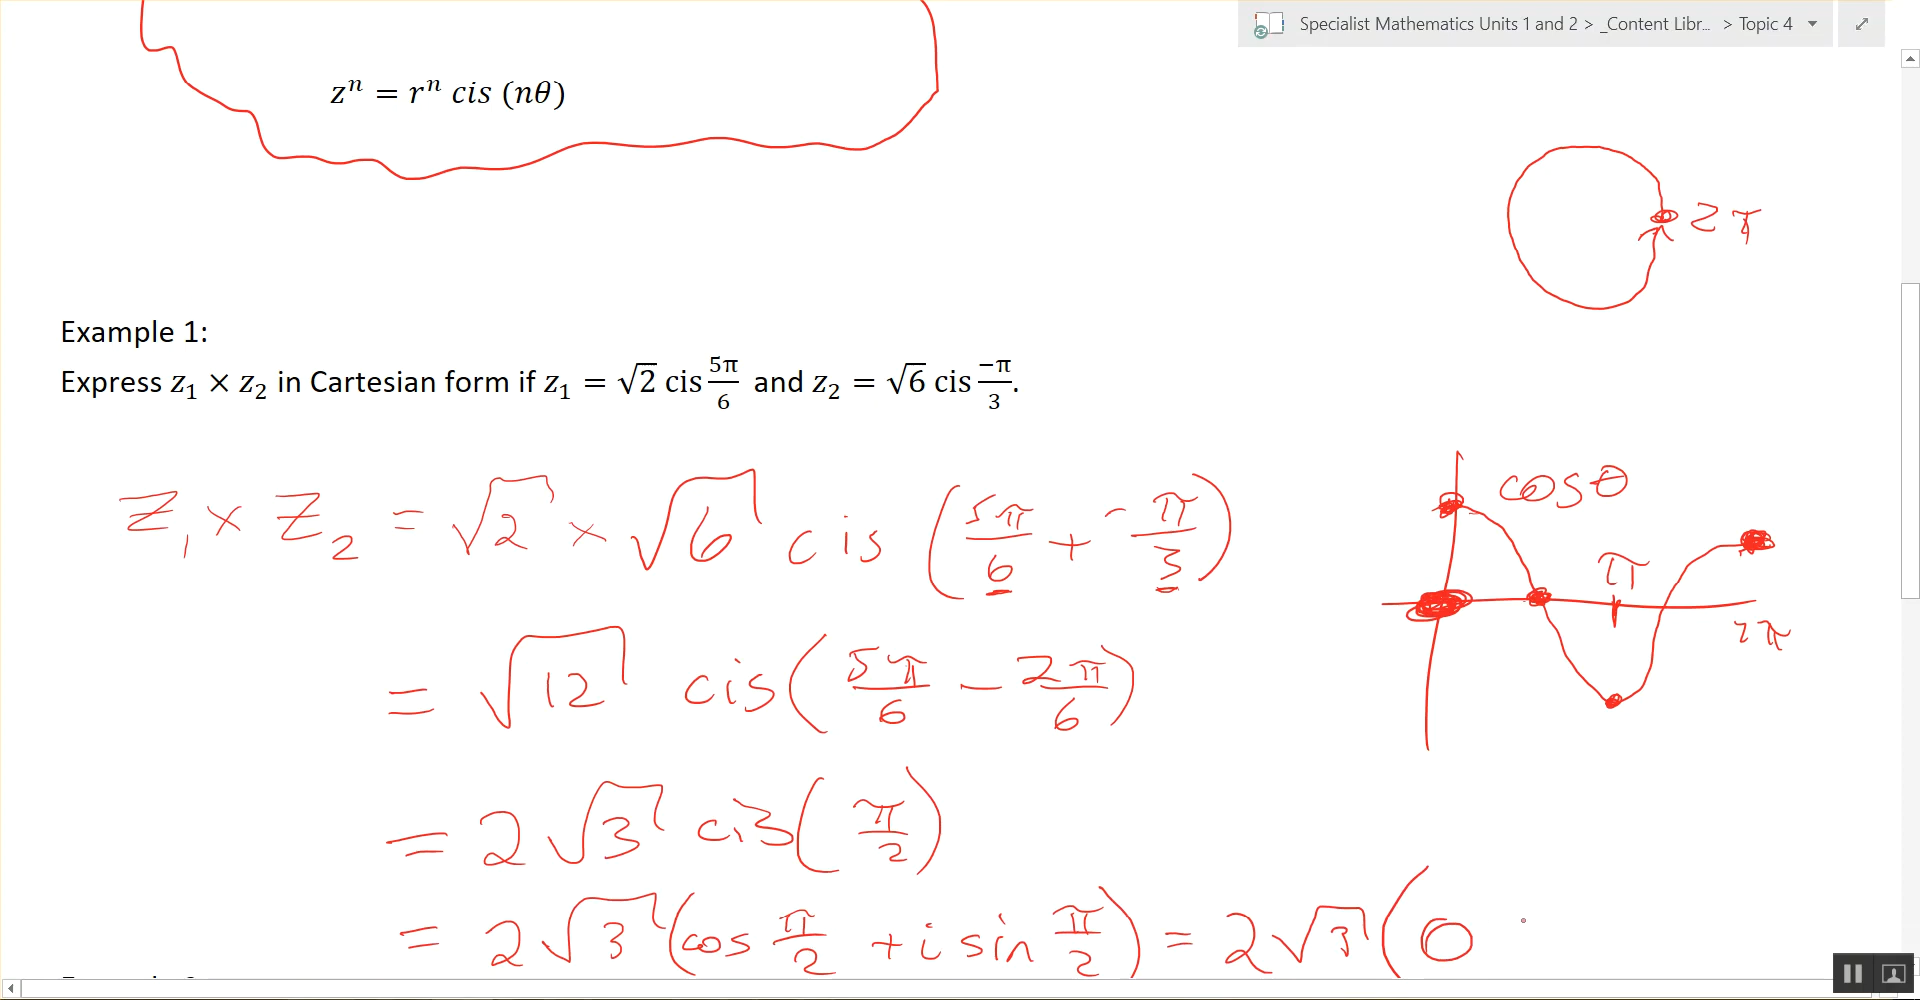 Specialist Mathematics Units 1 and 2 > _Content Libr... > Topic 4
zⁿ = rⁿ cis (nθ)
2π
Example 1:
Express z₁ × z₂ in Cartesian form if z₁ = √2 cis 5π/6 and z₂ = √6 cis -π/3.
cos θ
π
2π
Z₁ × Z₂ = √2 × √6 cis (5π/6 + -π/3)
= √12 cis (5π/6 - 2π/6)
= 2√3 cis (π/2)
= 2√3 (cos π/2 + i sin π/2) = 2√3 (0